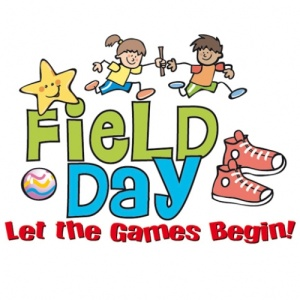 FieLD
Day
Let the Games Begin!